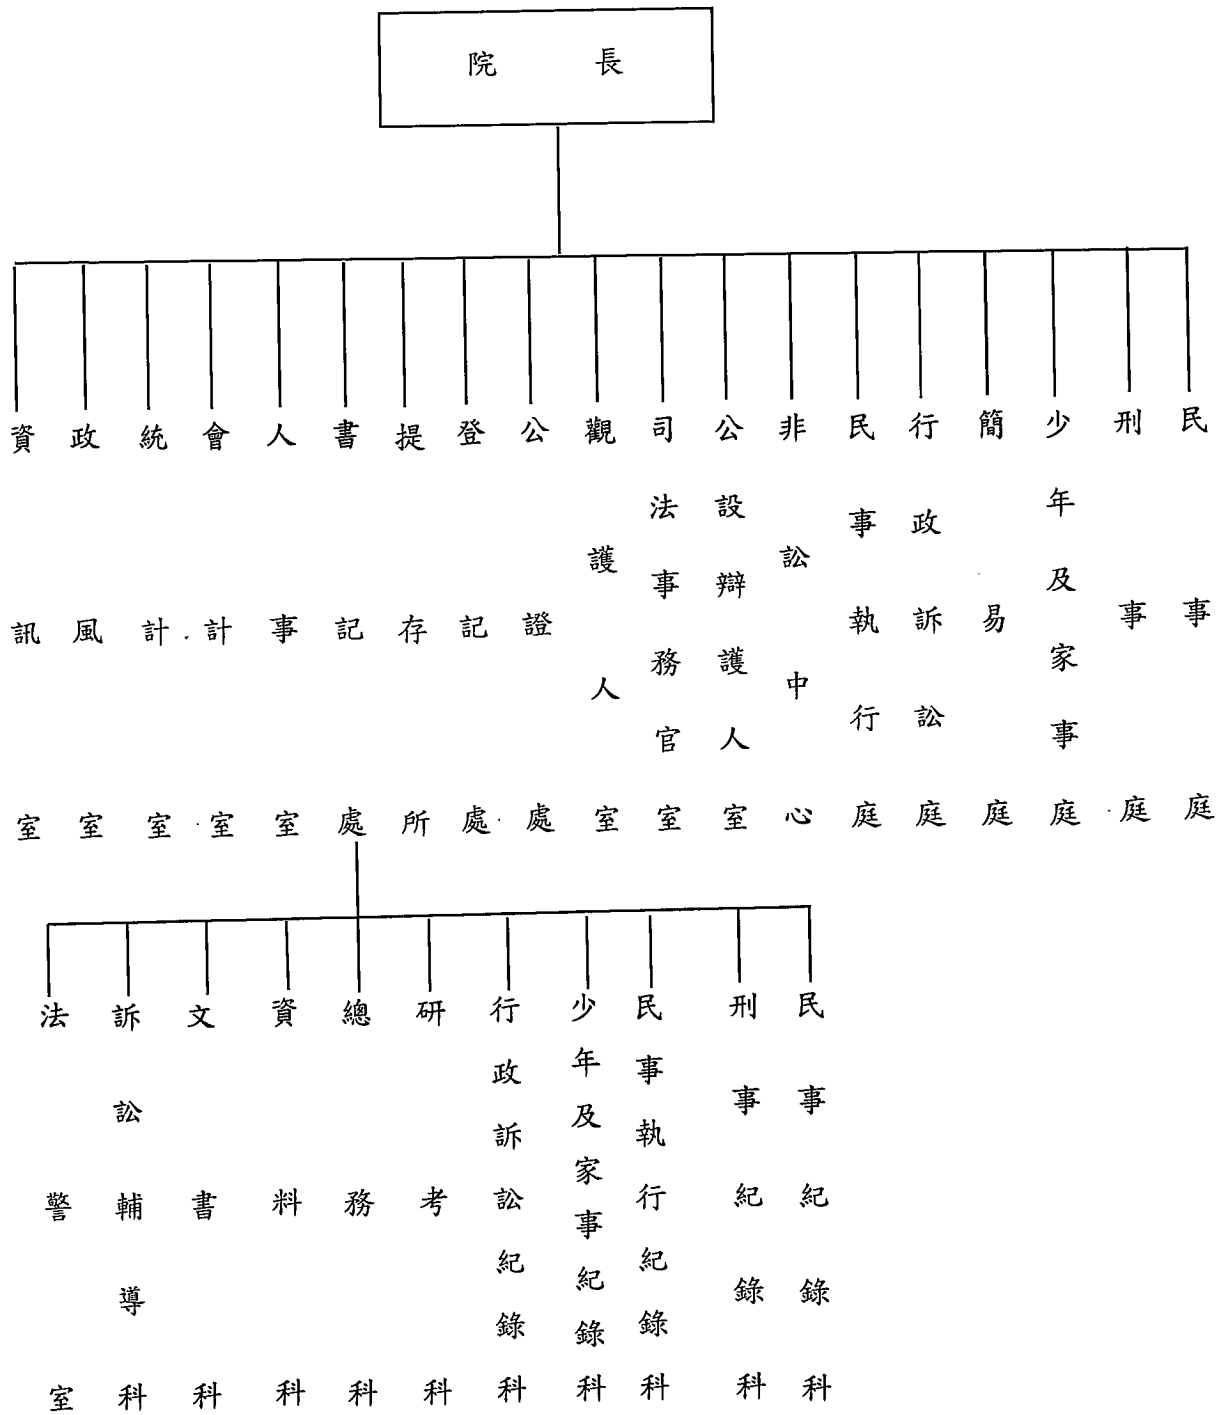 院長
民事庭
刑事庭
少年及家事庭
簡易庭
行政訴訟庭
民事執行庭
非訟中心
公設辯護人室
司法事務官室
觀護人室
公證處
登記處
提存所
書記處
人事室
會計室
統計室
政風室
資訊室
民事紀錄科
刑事紀錄科
民事執行紀錄科
少年及家事紀錄科
行政訴訟紀錄科
研考科
總務科
資料科
文書科
訴訟輔導科
法警室